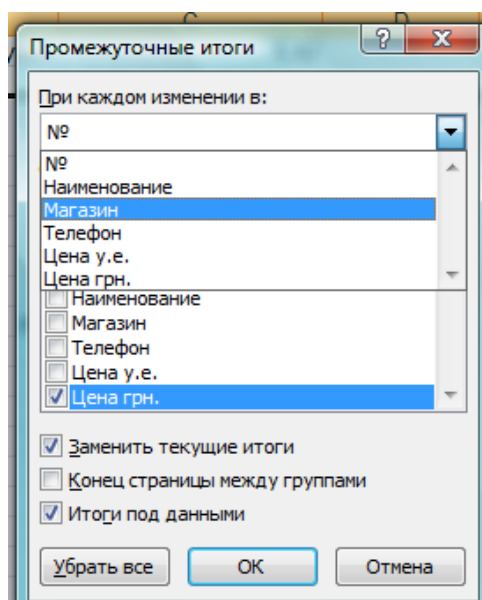 C D
Промежуточные итоги ?
При каждом изменении в:
№
№
Наименование
Магазин
Телефон
Цена у.е.
Цена грн.
Наименование
Магазин
Телефон
Цена у.е.
Цена грн.
Заменить текущие итоги
Конец страницы между группами
Итоги под данными
Убрать все ОК Отмена